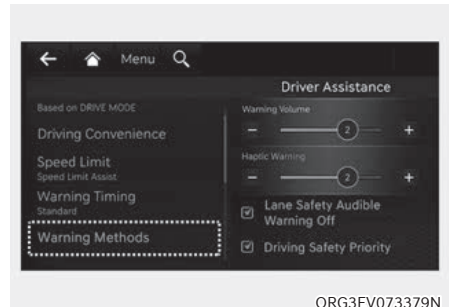 Menu
Driver Assistance
Based on DRIVE MODE
Driving Convenience
Speed Limit
Speed Limit Assist
Warning Timing
Standard
Warning Methods
Warning Volume
− 2 +
Haptic Warning
− 2 +
Lane Safety Audible
Warning Off
Driving Safety Priority
ORG3EV073379N